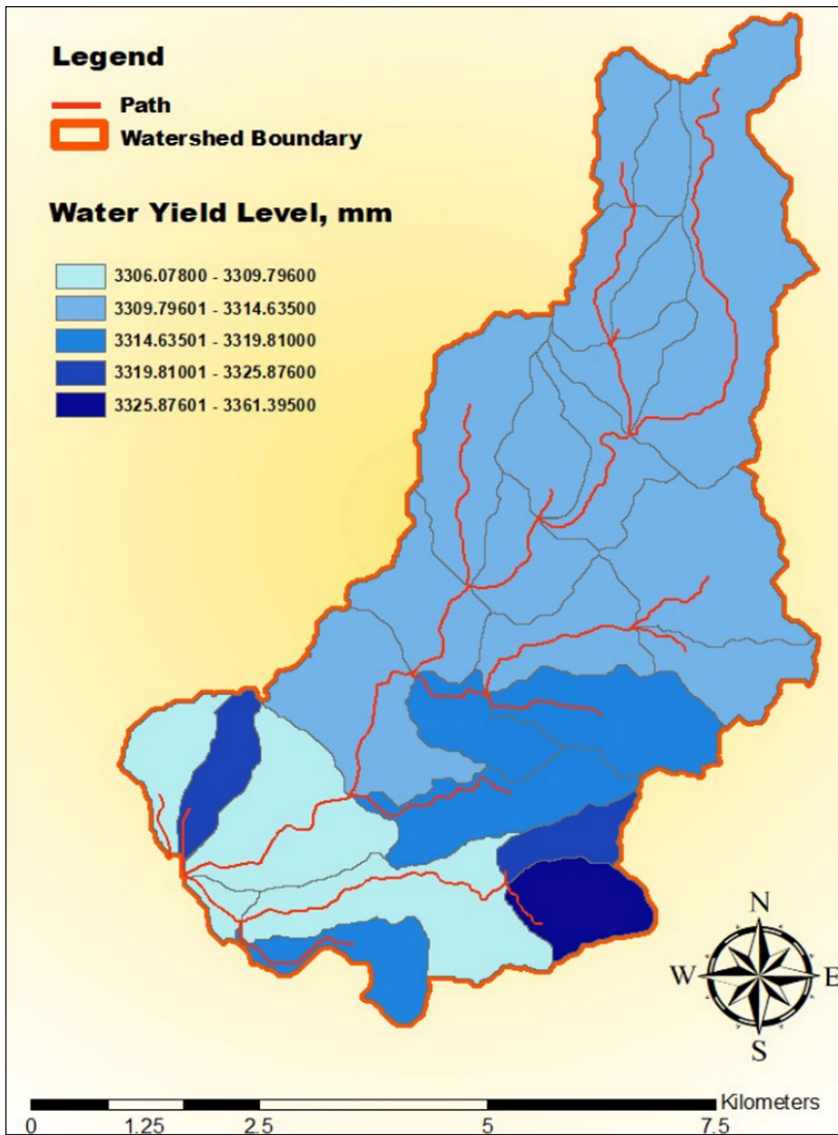 Legend
Path
Watershed Boundary
Water Yield Level, mm
3306.07800 - 3309.79600
3309.79601 - 3314.63500
3314.63501 - 3319.81000
3319.81001 - 3325.87600
3325.87601 - 3361.39500
N
W E
S
Kilometers
0 1.25 2.5 5 7.5